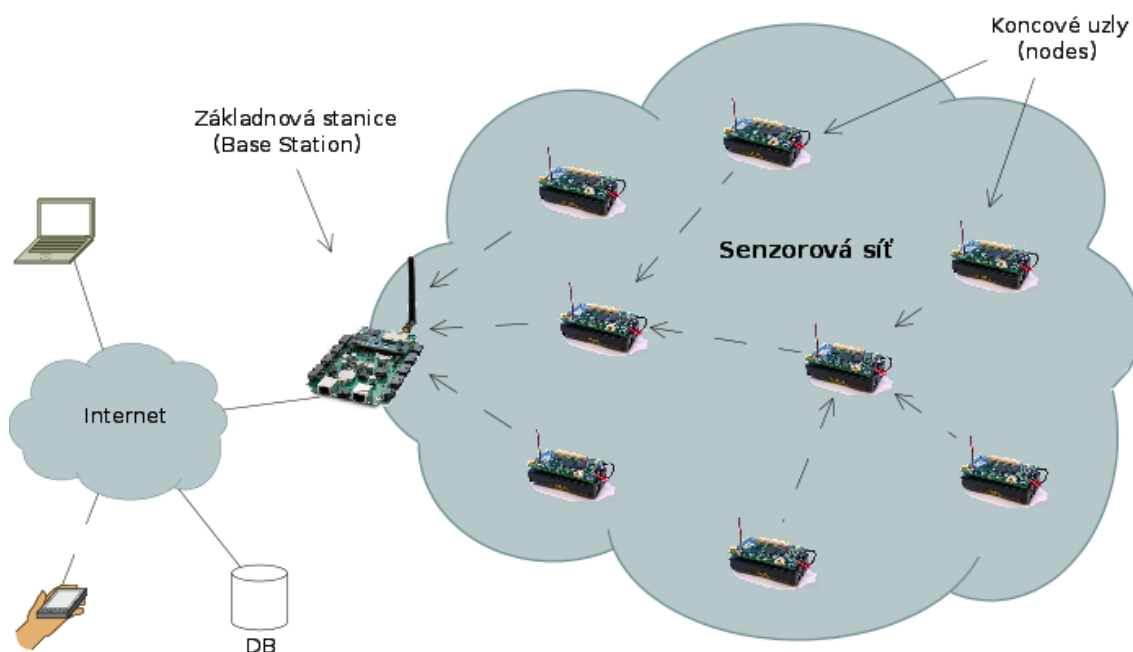 Koncové uzly
(nodes)
Základnová stanice
(Base Station)
Senzorová síť
Internet
DB